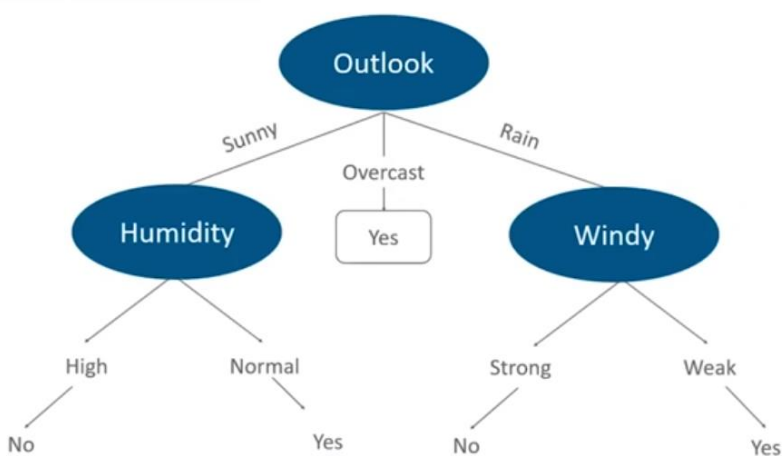 Outlook
Sunny
Rain
Overcast
Humidity
Yes
Windy
High
Normal
Strong
Weak
No
Yes
No
Yes